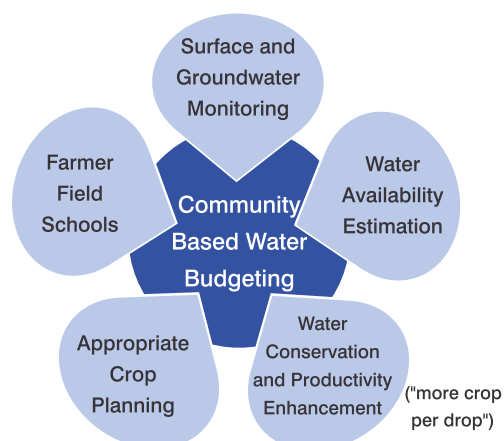 Surface and
Groundwater
Monitoring
Farmer
Field
Schools
Water
Availability
Estimation
Community
Based Water
Budgeting
Appropriate
Crop
Planning
Water
Conservation
and Productivity
Enhancement
("more crop
per drop")